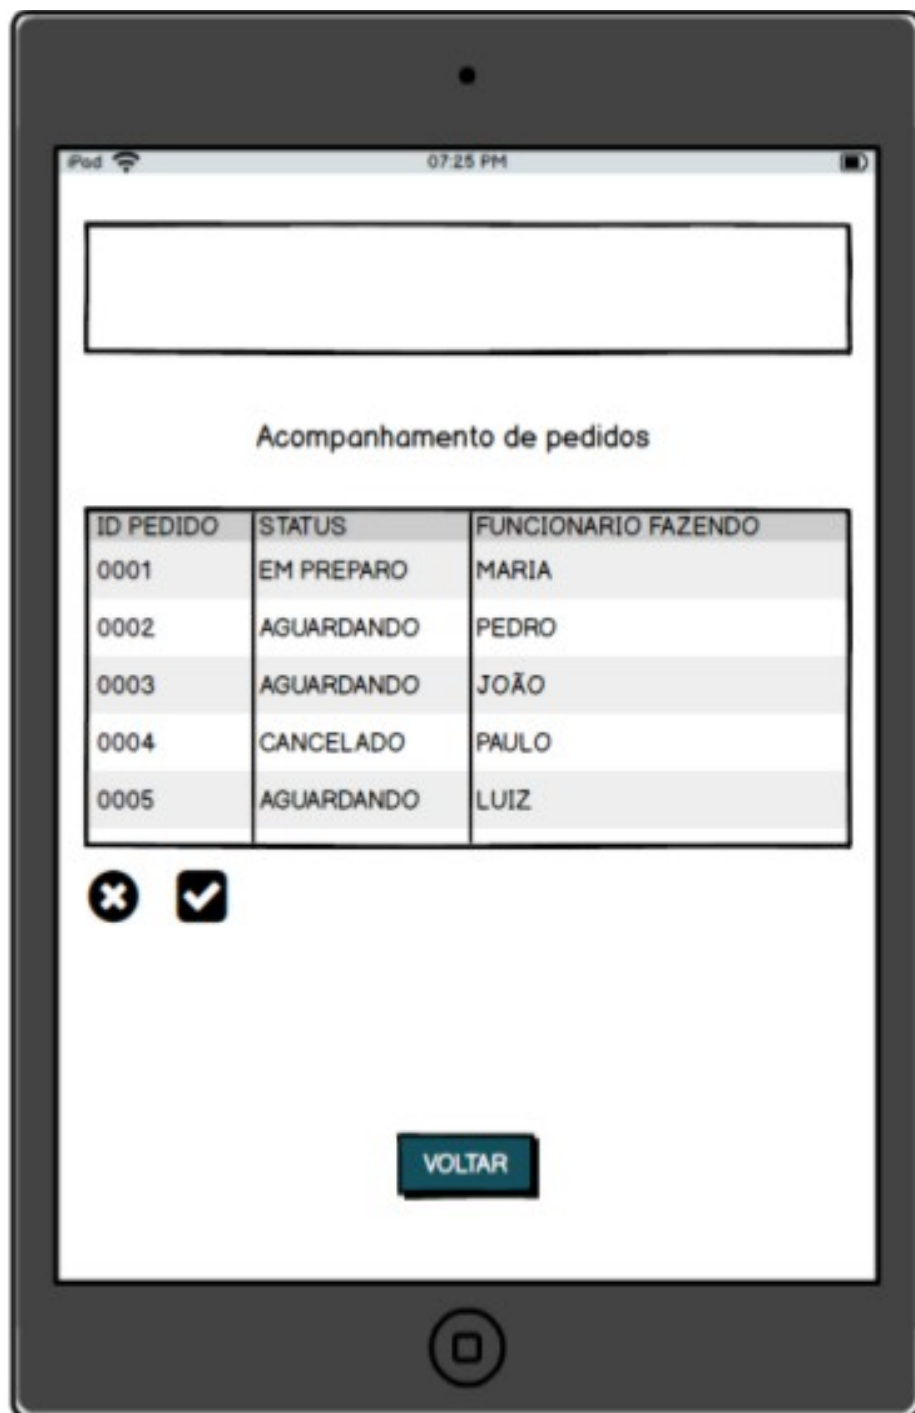 iPad 07:25 PM
Acompanhamento de pedidos
ID PEDIDO STATUS FUNCIONARIO FAZENDO
0001 EM PREPARO MARIA
0002 AGUARDANDO PEDRO
0003 AGUARDANDO JOÃO
0004 CANCELADO PAULO
0005 AGUARDANDO LUIZ
VOLTAR